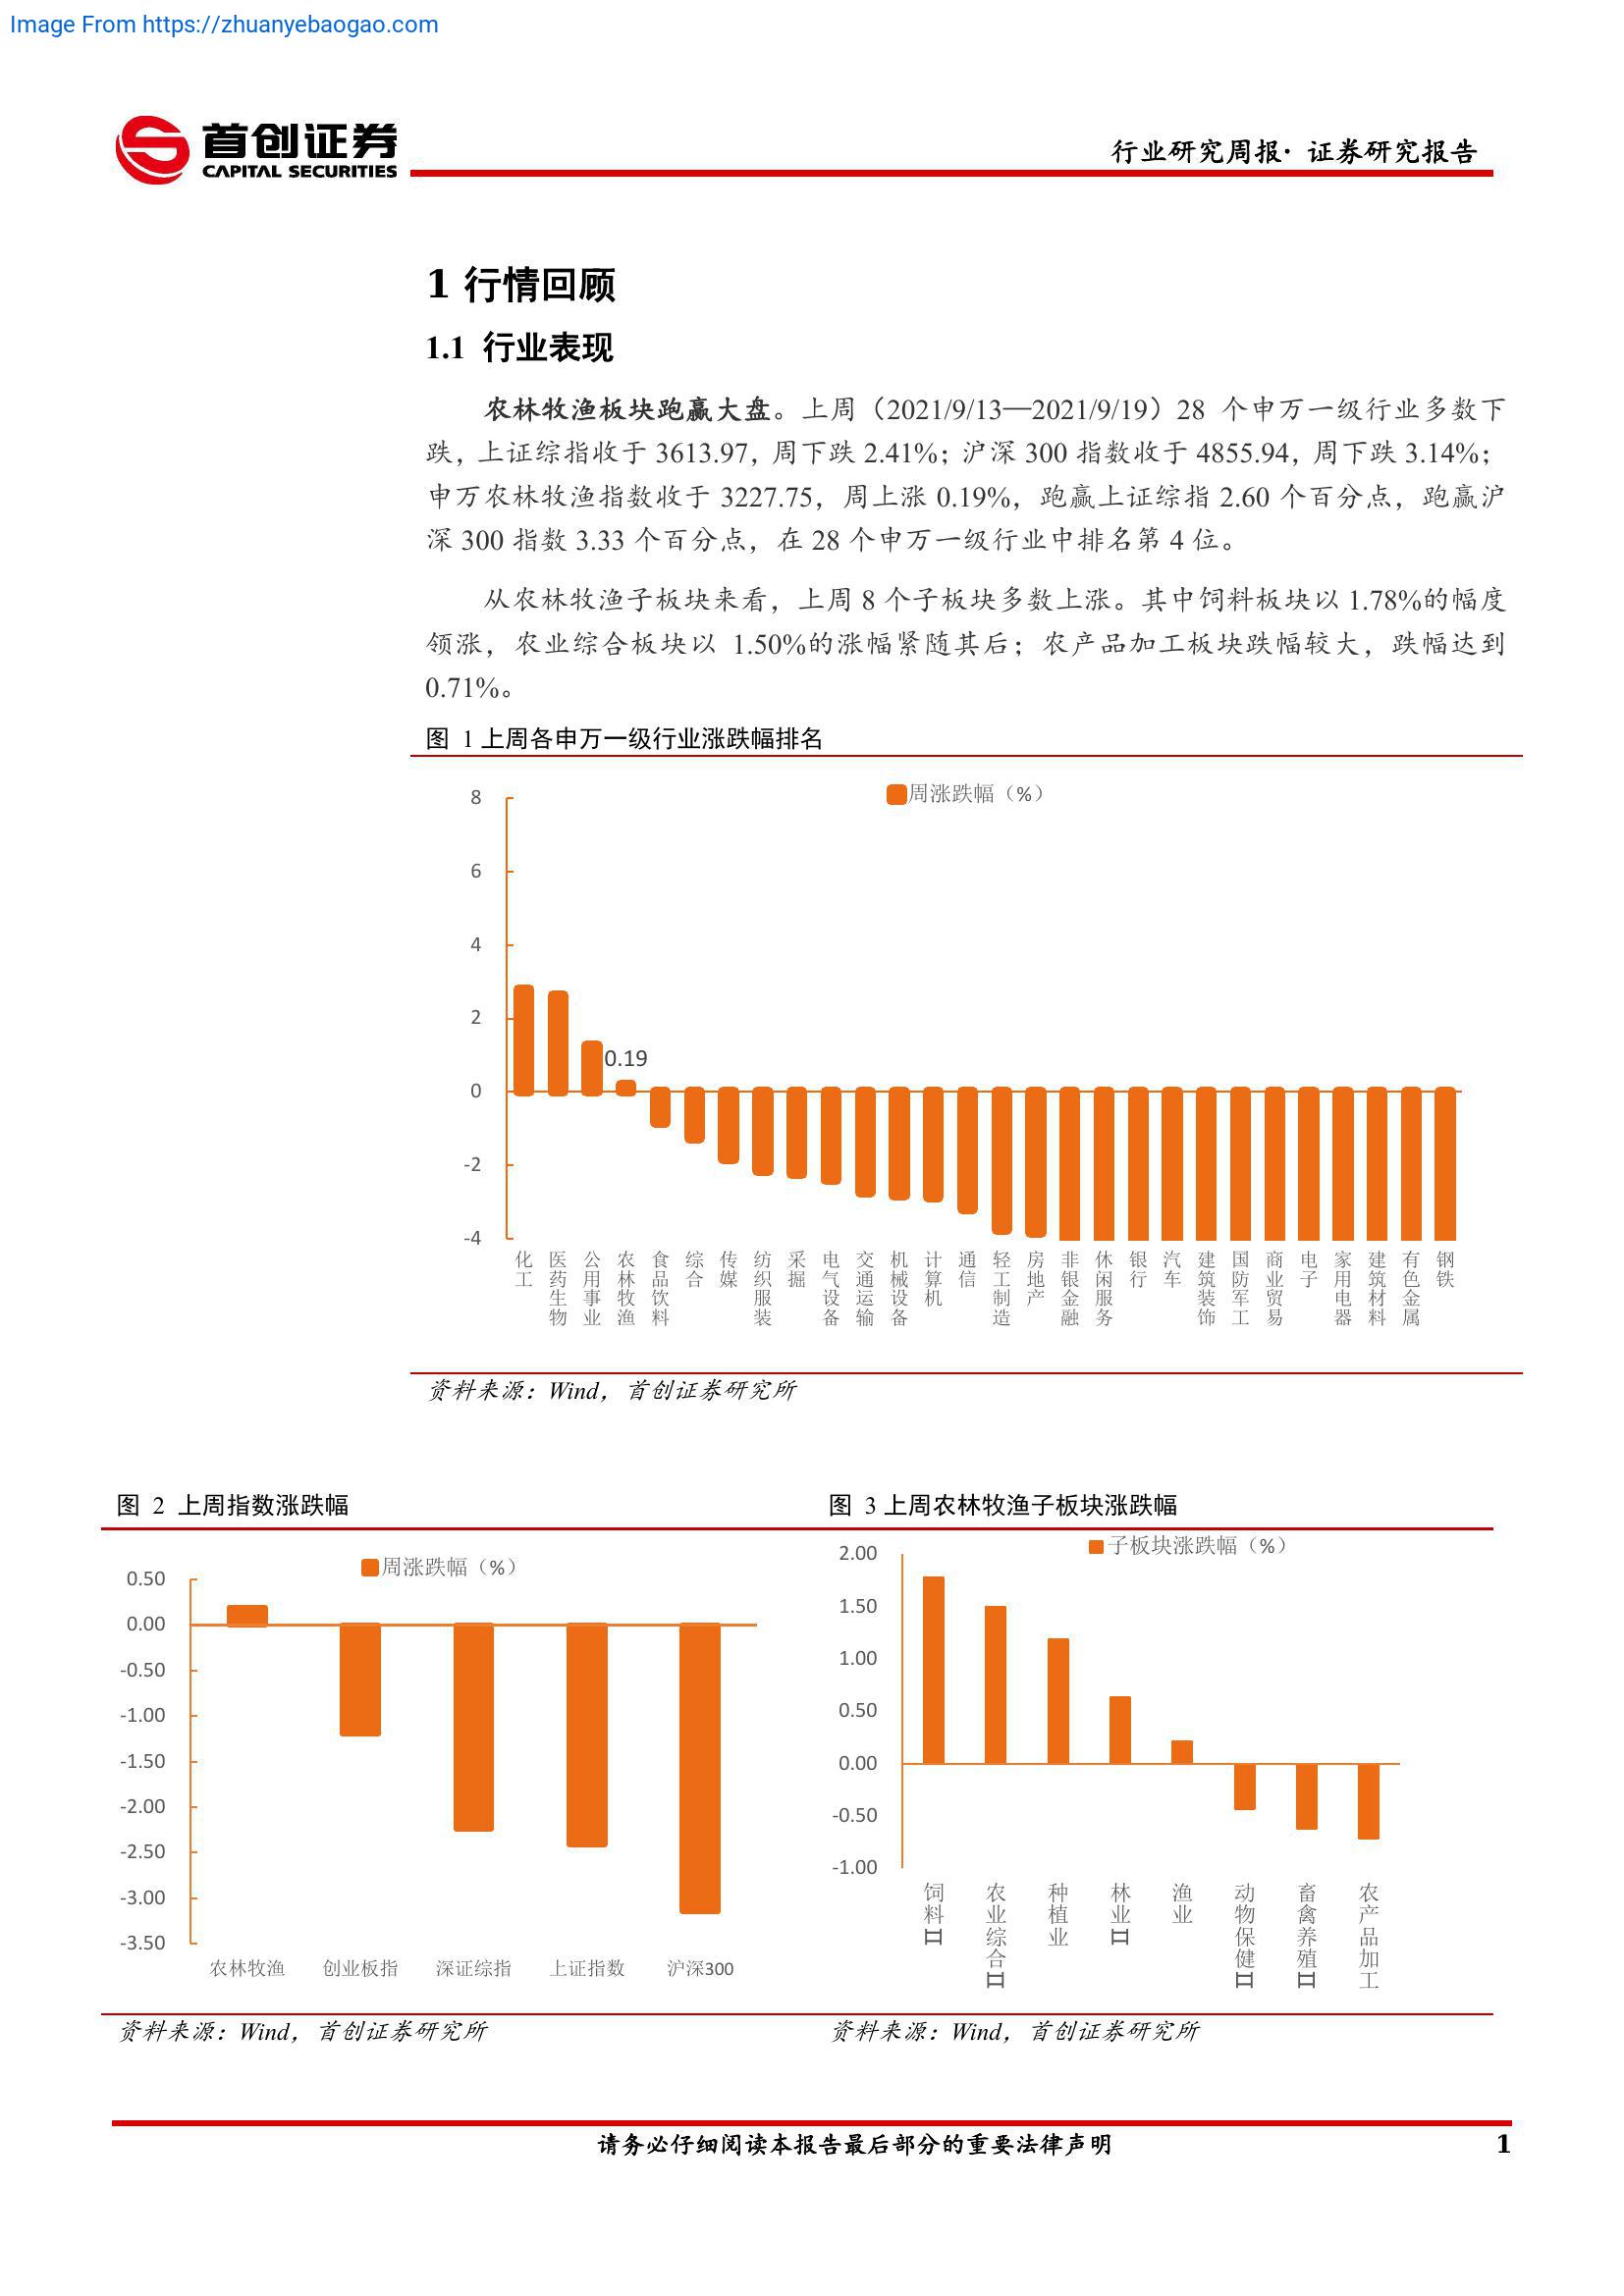 Image From https://zhuanyebaogao.com
首创证券
CAPITAL SECURITIES
行业研究周报· 证券研究报告
1 行情回顾
1.1 行业表现
农林牧渔板块跑赢大盘。上周（2021/9/13—2021/9/19）28 个申万一级行业多数下
跌，上证综指收于 3613.97，周下跌 2.41%；沪深 300 指数收于 4855.94，周下跌 3.14%；
申万农林牧渔指数收于 3227.75，周上涨 0.19%，跑赢上证综指 2.60 个百分点，跑赢沪
深 300 指数 3.33 个百分点，在 28 个申万一级行业中排名第 4 位。
从农林牧渔子板块来看，上周 8 个子板块多数上涨。其中饲料板块以 1.78%的幅度
领涨，农业综合板块以 1.50%的涨幅紧随其后；农产品加工板块跌幅较大，跌幅达到
0.71%。
图 1 上周各申万一级行业涨跌幅排名
周涨跌幅（%）
8
6
4
2
0
-2
-4
0.19
化工
医药生物
公用事业
农林牧渔
食品饮料
综合
传媒
纺织服装
采掘
电气设备
交通运输
机械设备
计算机
通信
轻工制造
房地产
非银金融
休闲服务
银行
汽车
建筑装饰
国防军工
商业贸易
电子
家用电器
建筑材料
有色金属
钢铁
资料来源：Wind，首创证券研究所
图 2 上周指数涨跌幅
周涨跌幅（%）
0.50
0.00
-0.50
-1.00
-1.50
-2.00
-2.50
-3.00
-3.50
农林牧渔 创业板指 深证综指 上证指数 沪深300
资料来源：Wind，首创证券研究所
图 3 上周农林牧渔子板块涨跌幅
子板块涨跌幅（%）
2.00
1.50
1.00
0.50
0.00
-0.50
-1.00
饲料Ⅱ
农业综合Ⅱ
种植业
林业Ⅱ
渔业
动物保健Ⅱ
畜禽养殖Ⅱ
农产品加工
资料来源：Wind，首创证券研究所
请务必仔细阅读本报告最后部分的重要法律声明
1